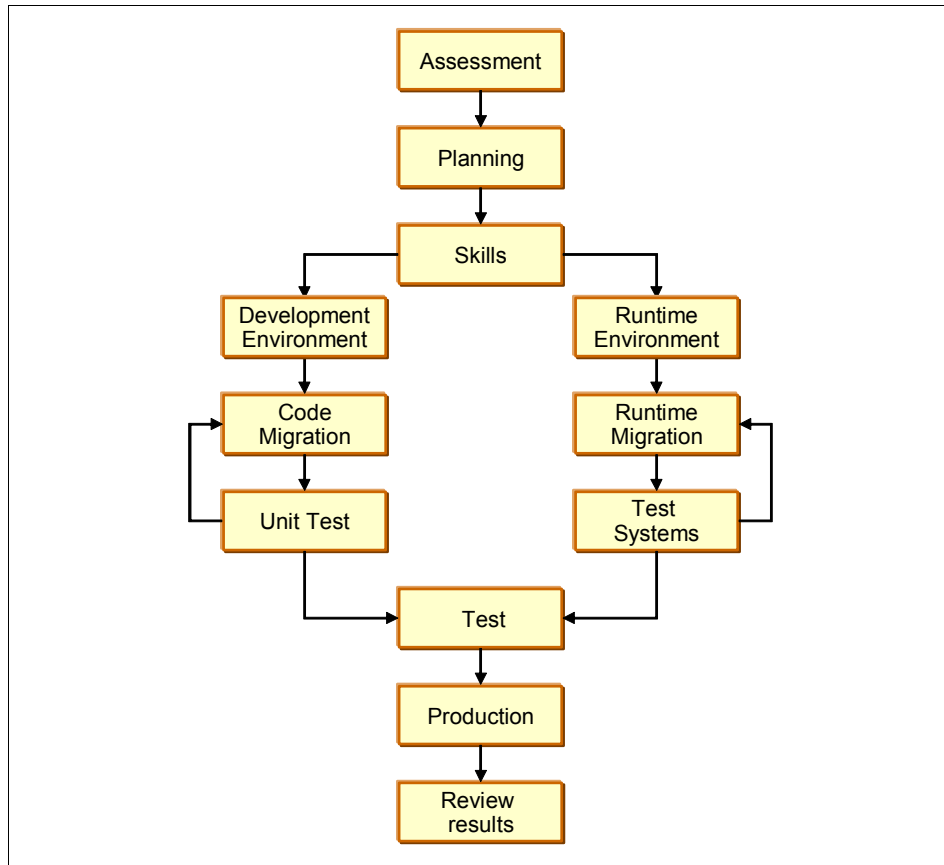 Assessment
Planning
Skills
Development
Environment
Runtime
Environment
Code
Migration
Runtime
Migration
Unit Test
Test
Systems
Test
Production
Review
results